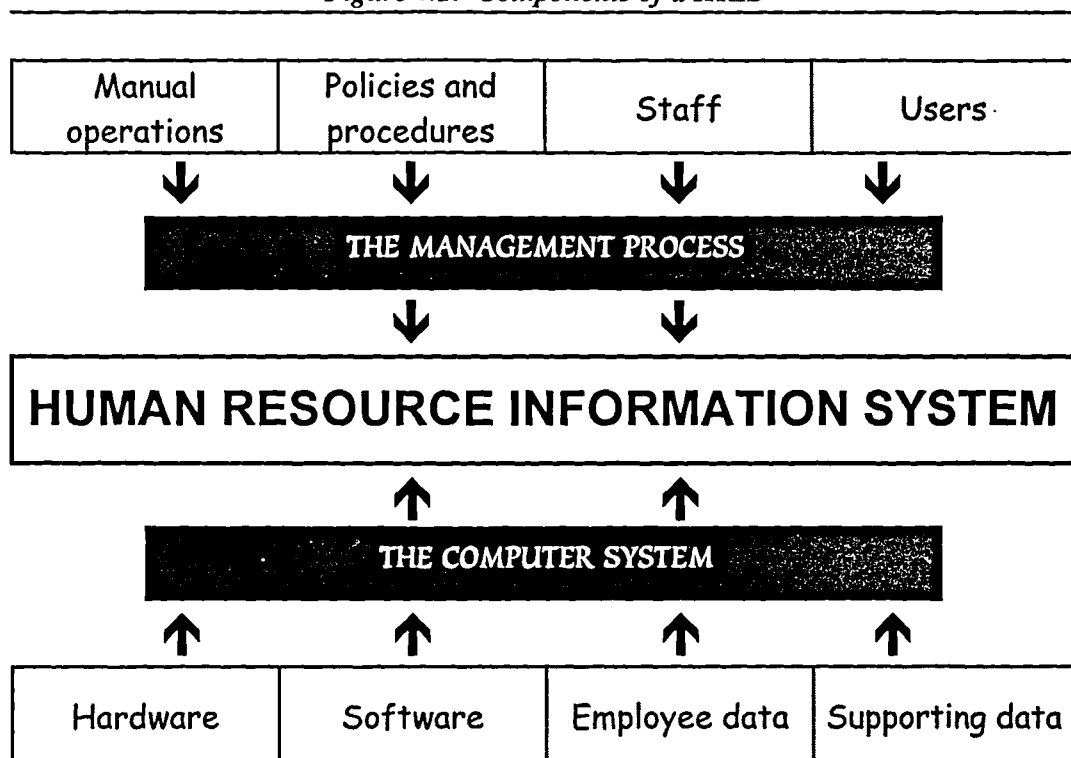 Manual operations
Policies and procedures
Staff
Users
THE MANAGEMENT PROCESS
HUMAN RESOURCE INFORMATION SYSTEM
THE COMPUTER SYSTEM
Hardware
Software
Employee data
Supporting data